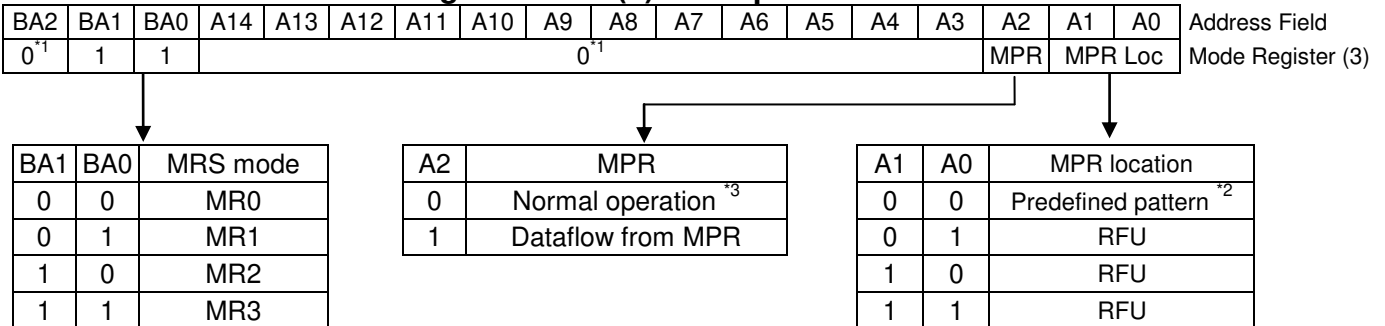 BA2 BA1 BA0 A14 A13 A12 A11 A10 A9 A8 A7 A6 A5 A4 A3 A2 A1 A0 Address Field
0*1 1 1 0*1 MPR MPR Loc Mode Register (3)
BA1 BA0 MRS mode
0 0 MR0
0 1 MR1
1 0 MR2
1 1 MR3
A2 MPR
0 Normal operation *3
1 Dataflow from MPR
A1 A0 MPR location
0 0 Predefined pattern *2
0 1 RFU
1 0 RFU
1 1 RFU